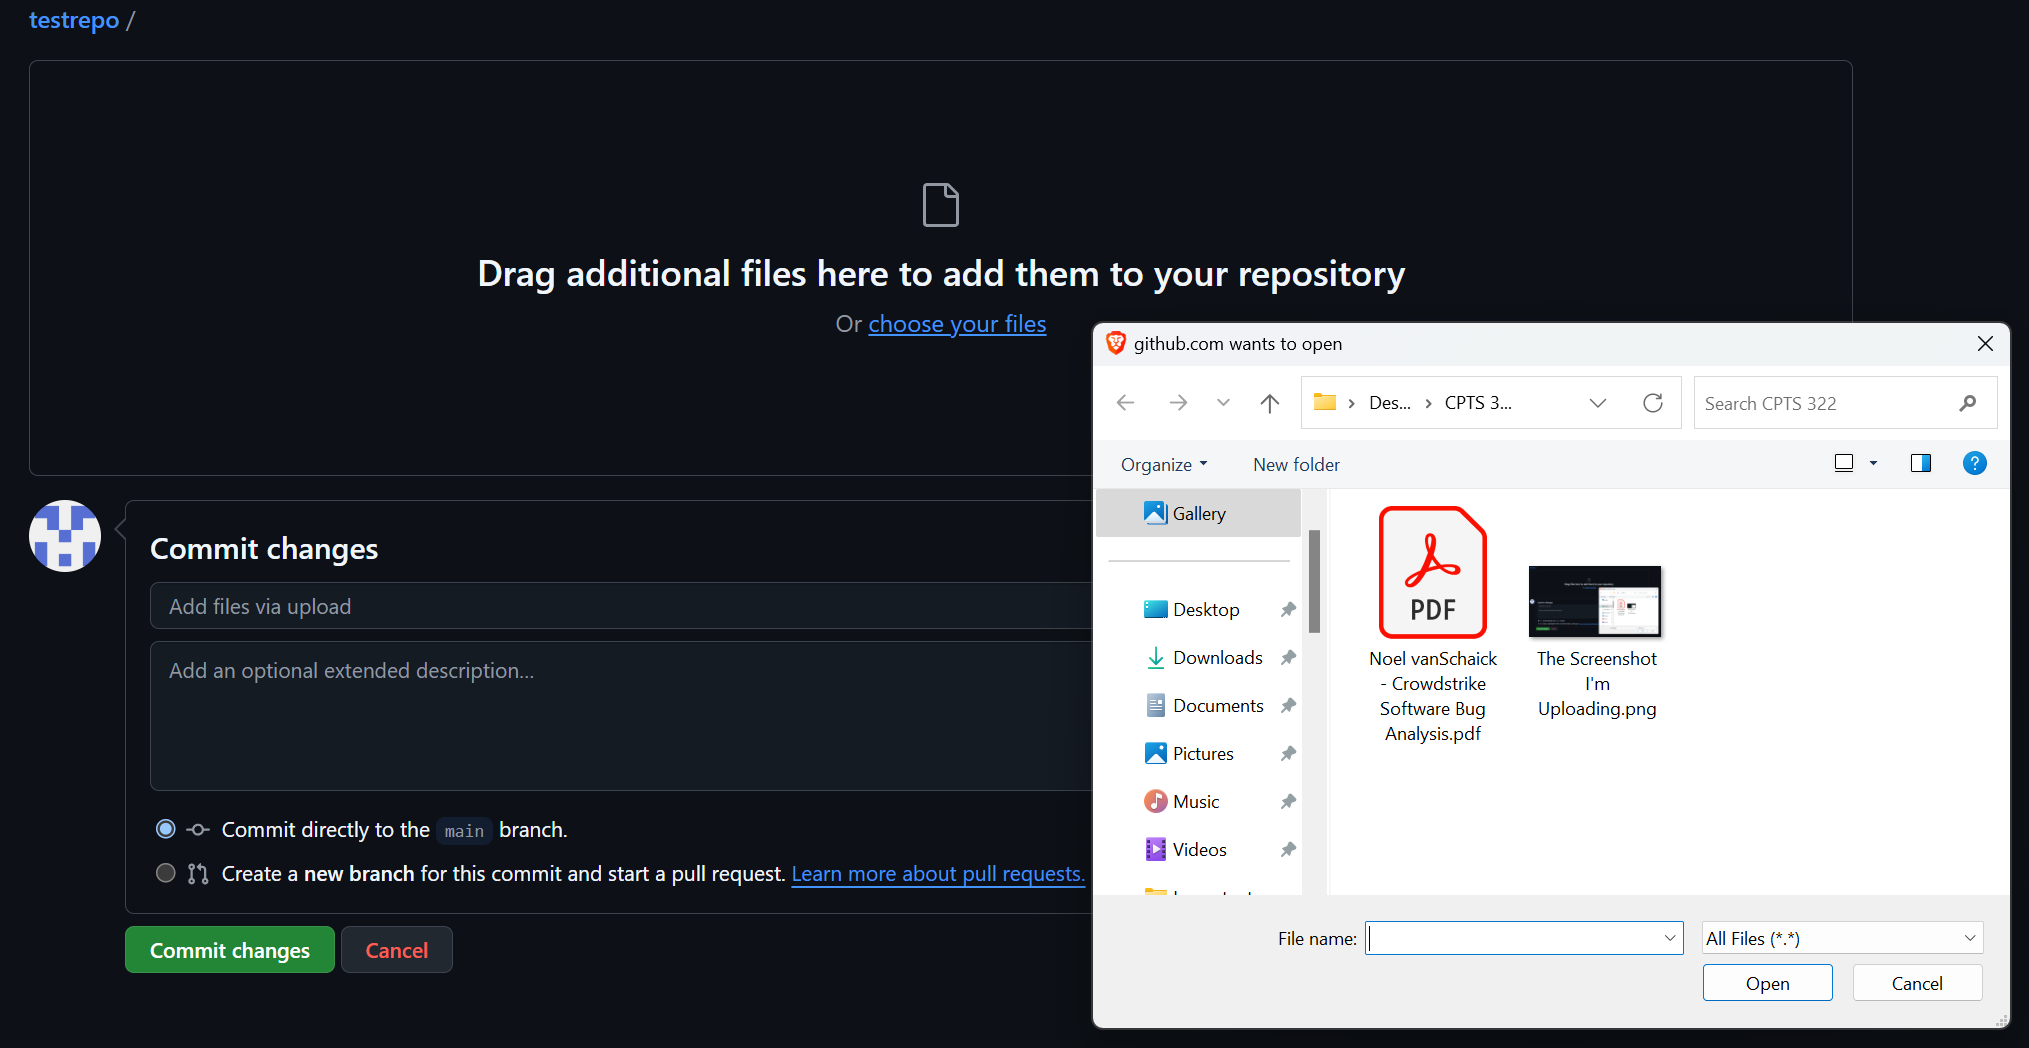 testrepo /
Drag additional files here to add them to your repository
Or choose your files
Commit changes
Add files via upload
Add an optional extended description...
Commit directly to the main branch.
Create a new branch for this commit and start a pull request. Learn more about pull requests.
Commit changes
Cancel
github.com wants to open
Des...
CPTS 3...
Search CPTS 322
Organize
New folder
Gallery
Desktop
Downloads
Documents
Pictures
Music
Videos
PDF
Noel vanSchaick
- Crowdstrike
Software Bug
Analysis.pdf
The Screenshot
I'm
Uploading.png
File name:
All Files (*.*)
Open
Cancel